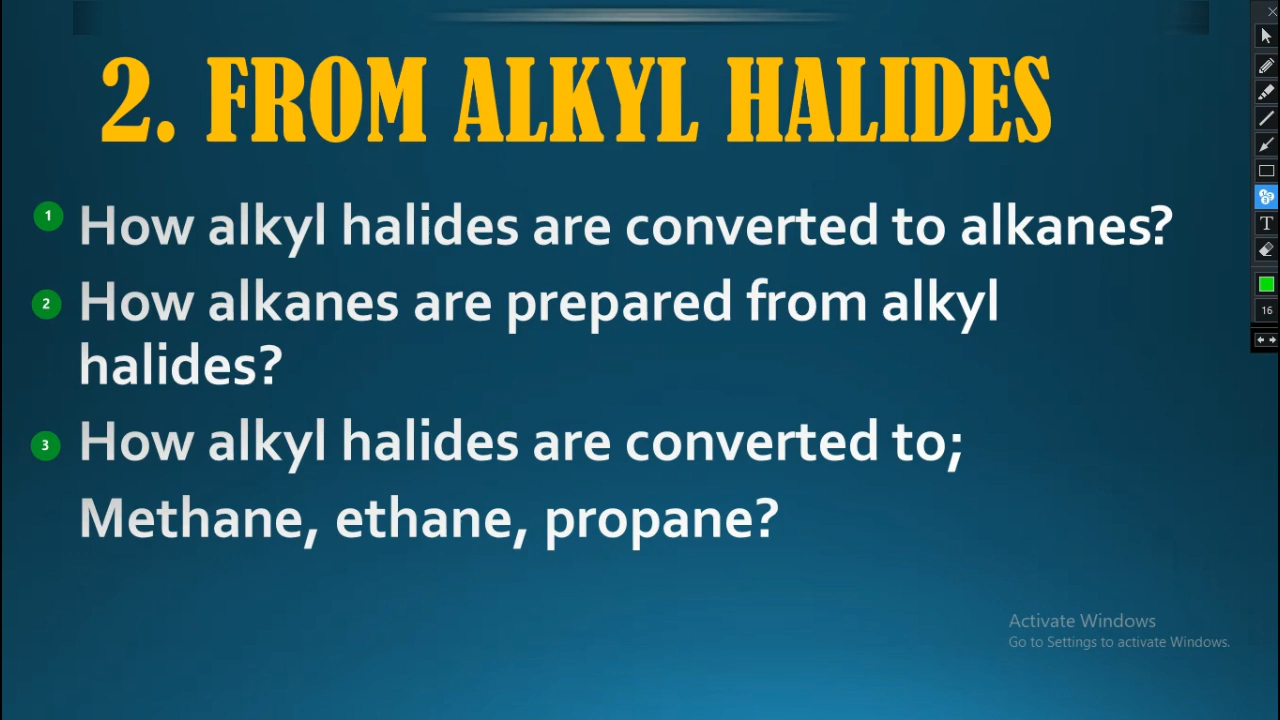 2. FROM ALKYL HALIDES
1 How alkyl halides are converted to alkanes?
2 How alkanes are prepared from alkyl
halides?
3 How alkyl halides are converted to;
Methane, ethane, propane?
Activate Windows
Go to Settings to activate Windows.
T
16